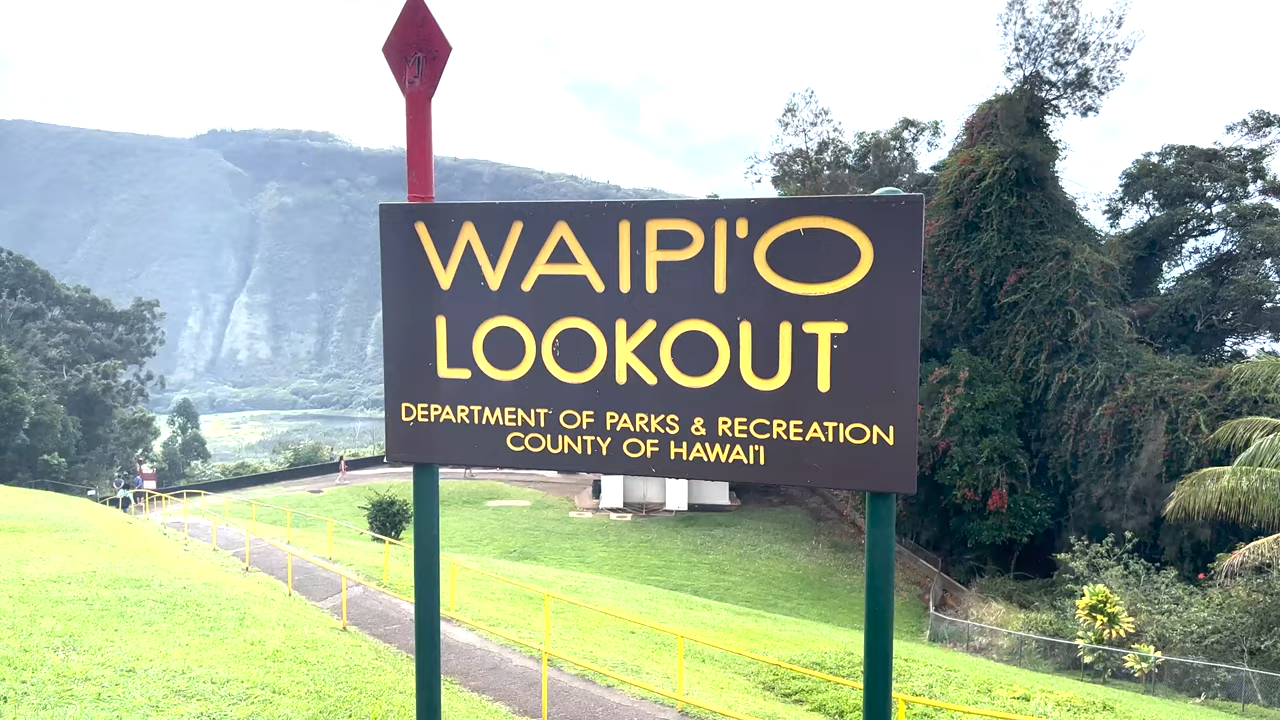 WAIPI'O
LOOKOUT
DEPARTMENT OF PARKS & RECREATION
COUNTY OF HAWAI'I